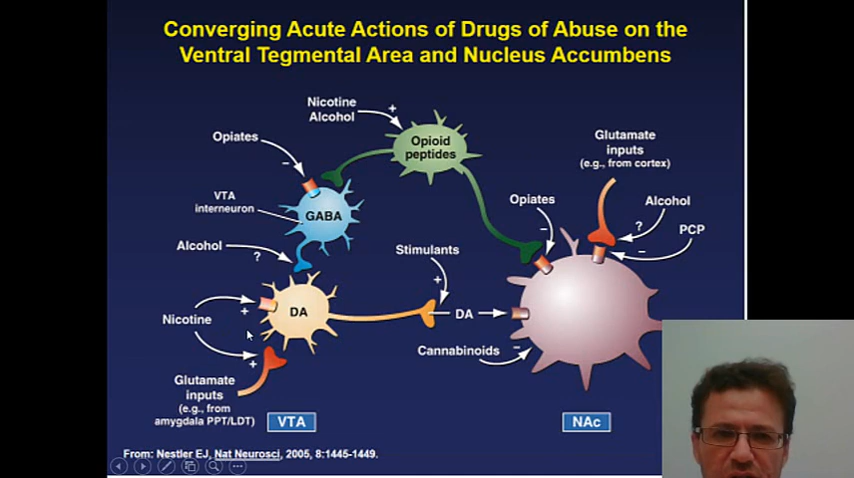 Converging Acute Actions of Drugs of Abuse on the
Ventral Tegmental Area and Nucleus Accumbens
Nicotine
Alcohol
+
Opiates
–
Opioid
peptides
Glutamate
inputs
(e.g., from cortex)
VTA
interneuron
GABA
Opiates
–
Alcohol
?
PCP
–
Alcohol
?
Stimulants
+
Nicotine
+
+
DA
DA
Cannabinoids
–
Glutamate
inputs
(e.g., from
amygdala PPT/LDT)
VTA
NAc
From: Nestler EJ, Nat Neurosci, 2005, 8:1445-1449.